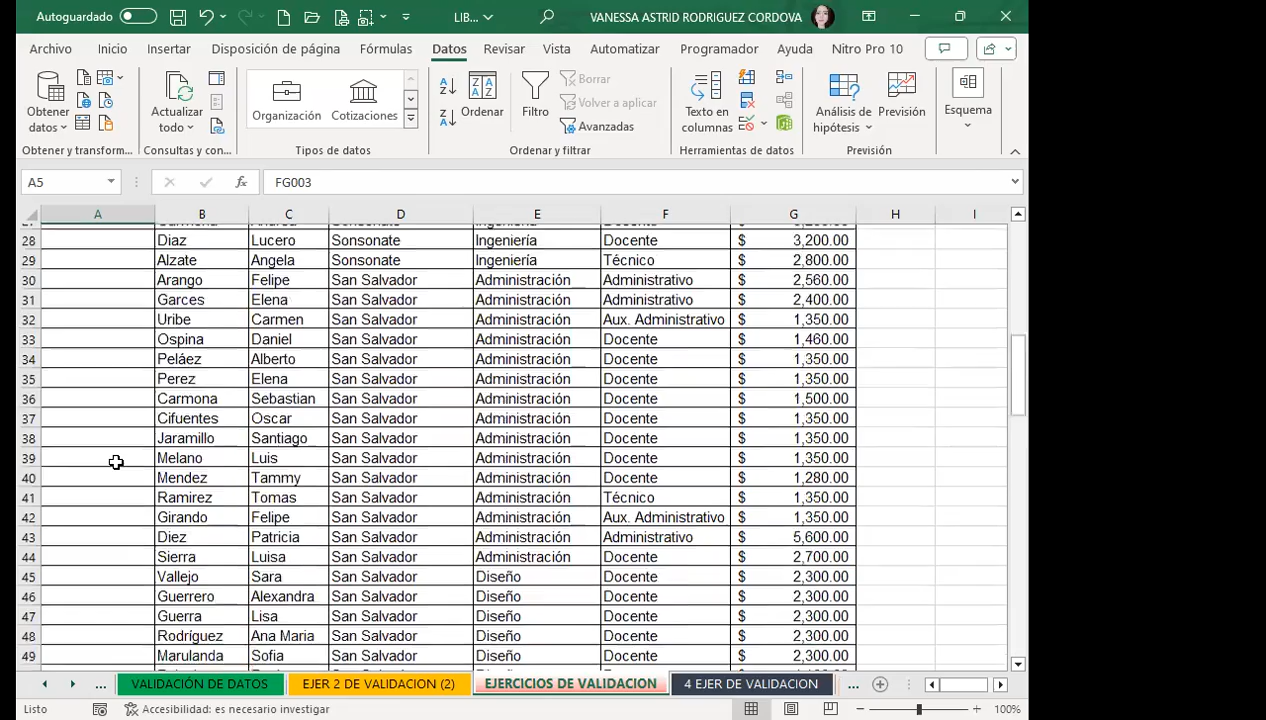 Autoguardado LIB... VANESSA ASTRID RODRIGUEZ CORDOVA
Archivo Inicio Insertar Disposición de página Fórmulas Datos Revisar Vista Automatizar Programador Ayuda Nitro Pro 10
Obtener datos
Actualizar todo
Organización Cotizaciones
Ordenar
Filtro
Borrar
Volver a aplicar
Avanzadas
Texto en columnas
Análisis de hipótesis
Previsión
Esquema
Obtener y transform... Consultas y con... Tipos de datos Ordenar y filtrar Herramientas de datos Previsión
A5 fx FG003
A B C D E F G H I
28 Diaz Lucero Sonsonate Ingeniería Docente $ 3,200.00
29 Alzate Angela Sonsonate Ingeniería Técnico $ 2,800.00
30 Arango Felipe San Salvador Administración Administrativo $ 2,560.00
31 Garces Elena San Salvador Administración Administrativo $ 2,400.00
32 Uribe Carmen San Salvador Administración Aux. Administrativo $ 1,350.00
33 Ospina Daniel San Salvador Administración Docente $ 1,460.00
34 Peláez Alberto San Salvador Administración Docente $ 1,350.00
35 Perez Elena San Salvador Administración Docente $ 1,350.00
36 Carmona Sebastian San Salvador Administración Docente $ 1,500.00
37 Cifuentes Oscar San Salvador Administración Docente $ 1,350.00
38 Jaramillo Santiago San Salvador Administración Docente $ 1,350.00
39 Melano Luis San Salvador Administración Docente $ 1,350.00
40 Mendez Tammy San Salvador Administración Docente $ 1,280.00
41 Ramirez Tomas San Salvador Administración Técnico $ 1,350.00
42 Girando Felipe San Salvador Administración Aux. Administrativo $ 1,350.00
43 Diez Patricia San Salvador Administración Administrativo $ 5,600.00
44 Sierra Luisa San Salvador Administración Docente $ 2,700.00
45 Vallejo Sara San Salvador Diseño Docente $ 2,300.00
46 Guerrero Alexandra San Salvador Diseño Docente $ 2,300.00
47 Guerra Lisa San Salvador Diseño Docente $ 2,300.00
48 Rodríguez Ana Maria San Salvador Diseño Docente $ 2,300.00
49 Marulanda Sofia San Salvador Diseño Docente $ 2,300.00
... VALIDACIÓN DE DATOS EJER 2 DE VALIDACION (2) EJERCICIOS DE VALIDACION 4 EJER DE VALIDACION ...
Listo Accesibilidad: es necesario investigar 100%